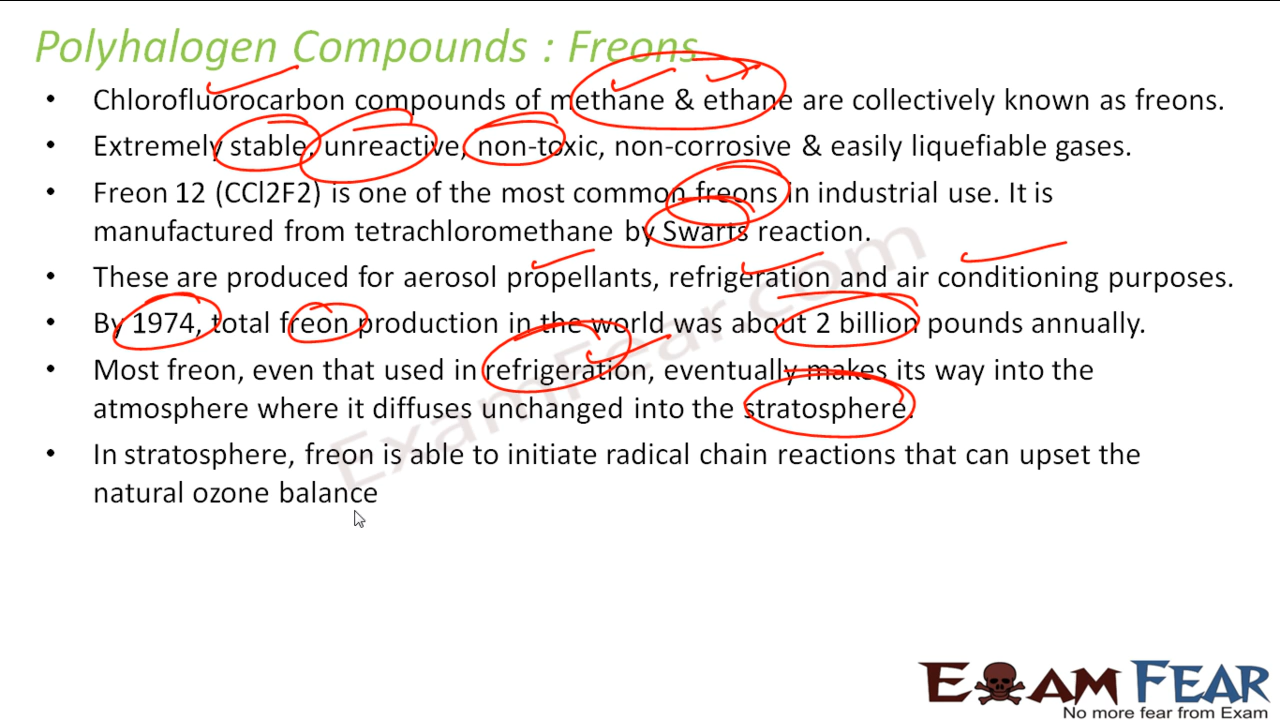 Polyhalogen Compounds : Freons
• Chlorofluorocarbon compounds of methane & ethane are collectively known as freons.
• Extremely stable, unreactive, non-toxic, non-corrosive & easily liquefiable gases.
• Freon 12 (CCl2F2) is one of the most common freons in industrial use. It is
manufactured from tetrachloromethane by Swarts reaction.
• These are produced for aerosol propellants, refrigeration and air conditioning purposes.
• By 1974, total freon production in the world was about 2 billion pounds annually.
• Most freon, even that used in refrigeration, eventually makes its way into the
atmosphere where it diffuses unchanged into the stratosphere.
• In stratosphere, freon is able to initiate radical chain reactions that can upset the
natural ozone balance
ExamFear.com
EXAM FEAR
No more fear from Exam